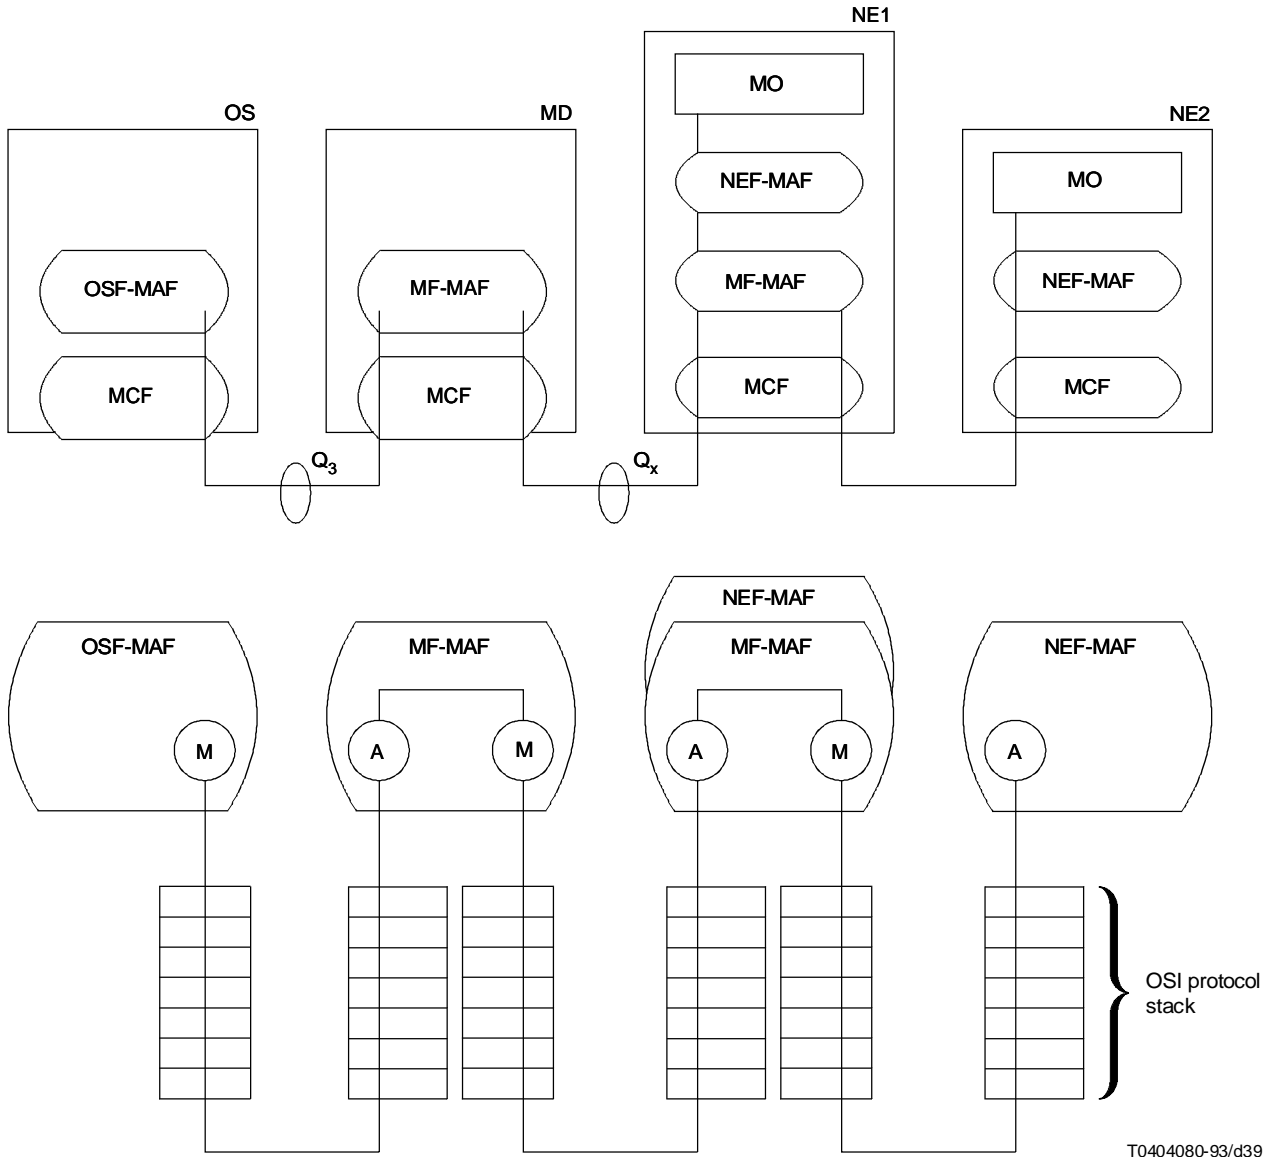 NE1
MO
OS
MD
NE2
NEF-MAF
MO
OSF-MAF
MF-MAF
MF-MAF
NEF-MAF
MCF
MCF
MCF
MCF
Q3
Qx
NEF-MAF
OSF-MAF
MF-MAF
MF-MAF
NEF-MAF
M
A
M
A
M
A
OSI protocol
stack
T0404080-93/d39